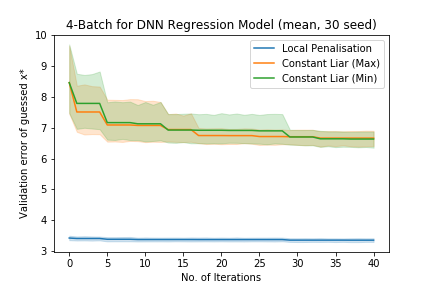 4-Batch for DNN Regression Model (mean, 30 seed)
Local Penalisation
Constant Liar (Max)
Constant Liar (Min)
Validation error of guessed x*
10
9
8
7
6
5
4
3
0 5 10 15 20 25 30 35 40
No. of Iterations